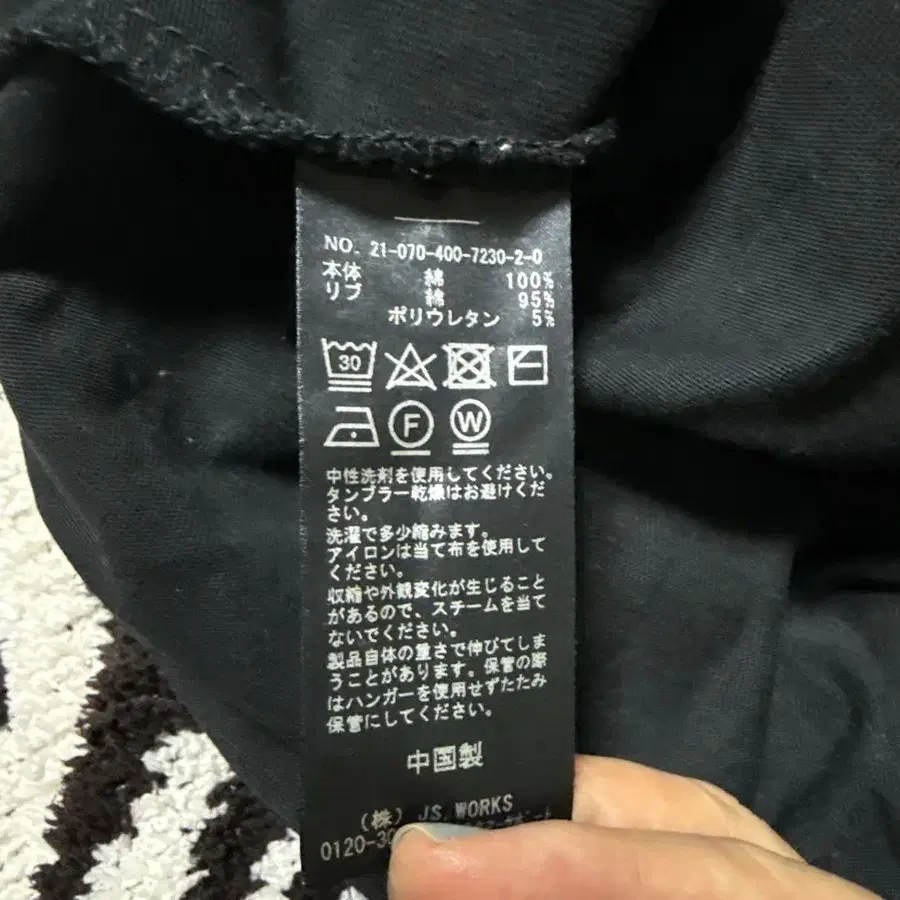 NO. 21-070-400-7230-2-0
本体 綿 100%
リブ 綿 95%
ポリウレタン 5%
30
F W
中性洗剤を使用してください。
タンブラー乾燥はお避けくだ
さい。
洗濯で多少縮みます。
アイロンは当て布を使用して
ください。
収縮や外観変化が生じること
があるので、スチームを当て
ないでください。
製品自体の重さで伸びてしま
うことがあります。保管の際
はハンガーを使用せずたたみ
保管にしてください。
中国製
(株) JS WORKS
0120-30